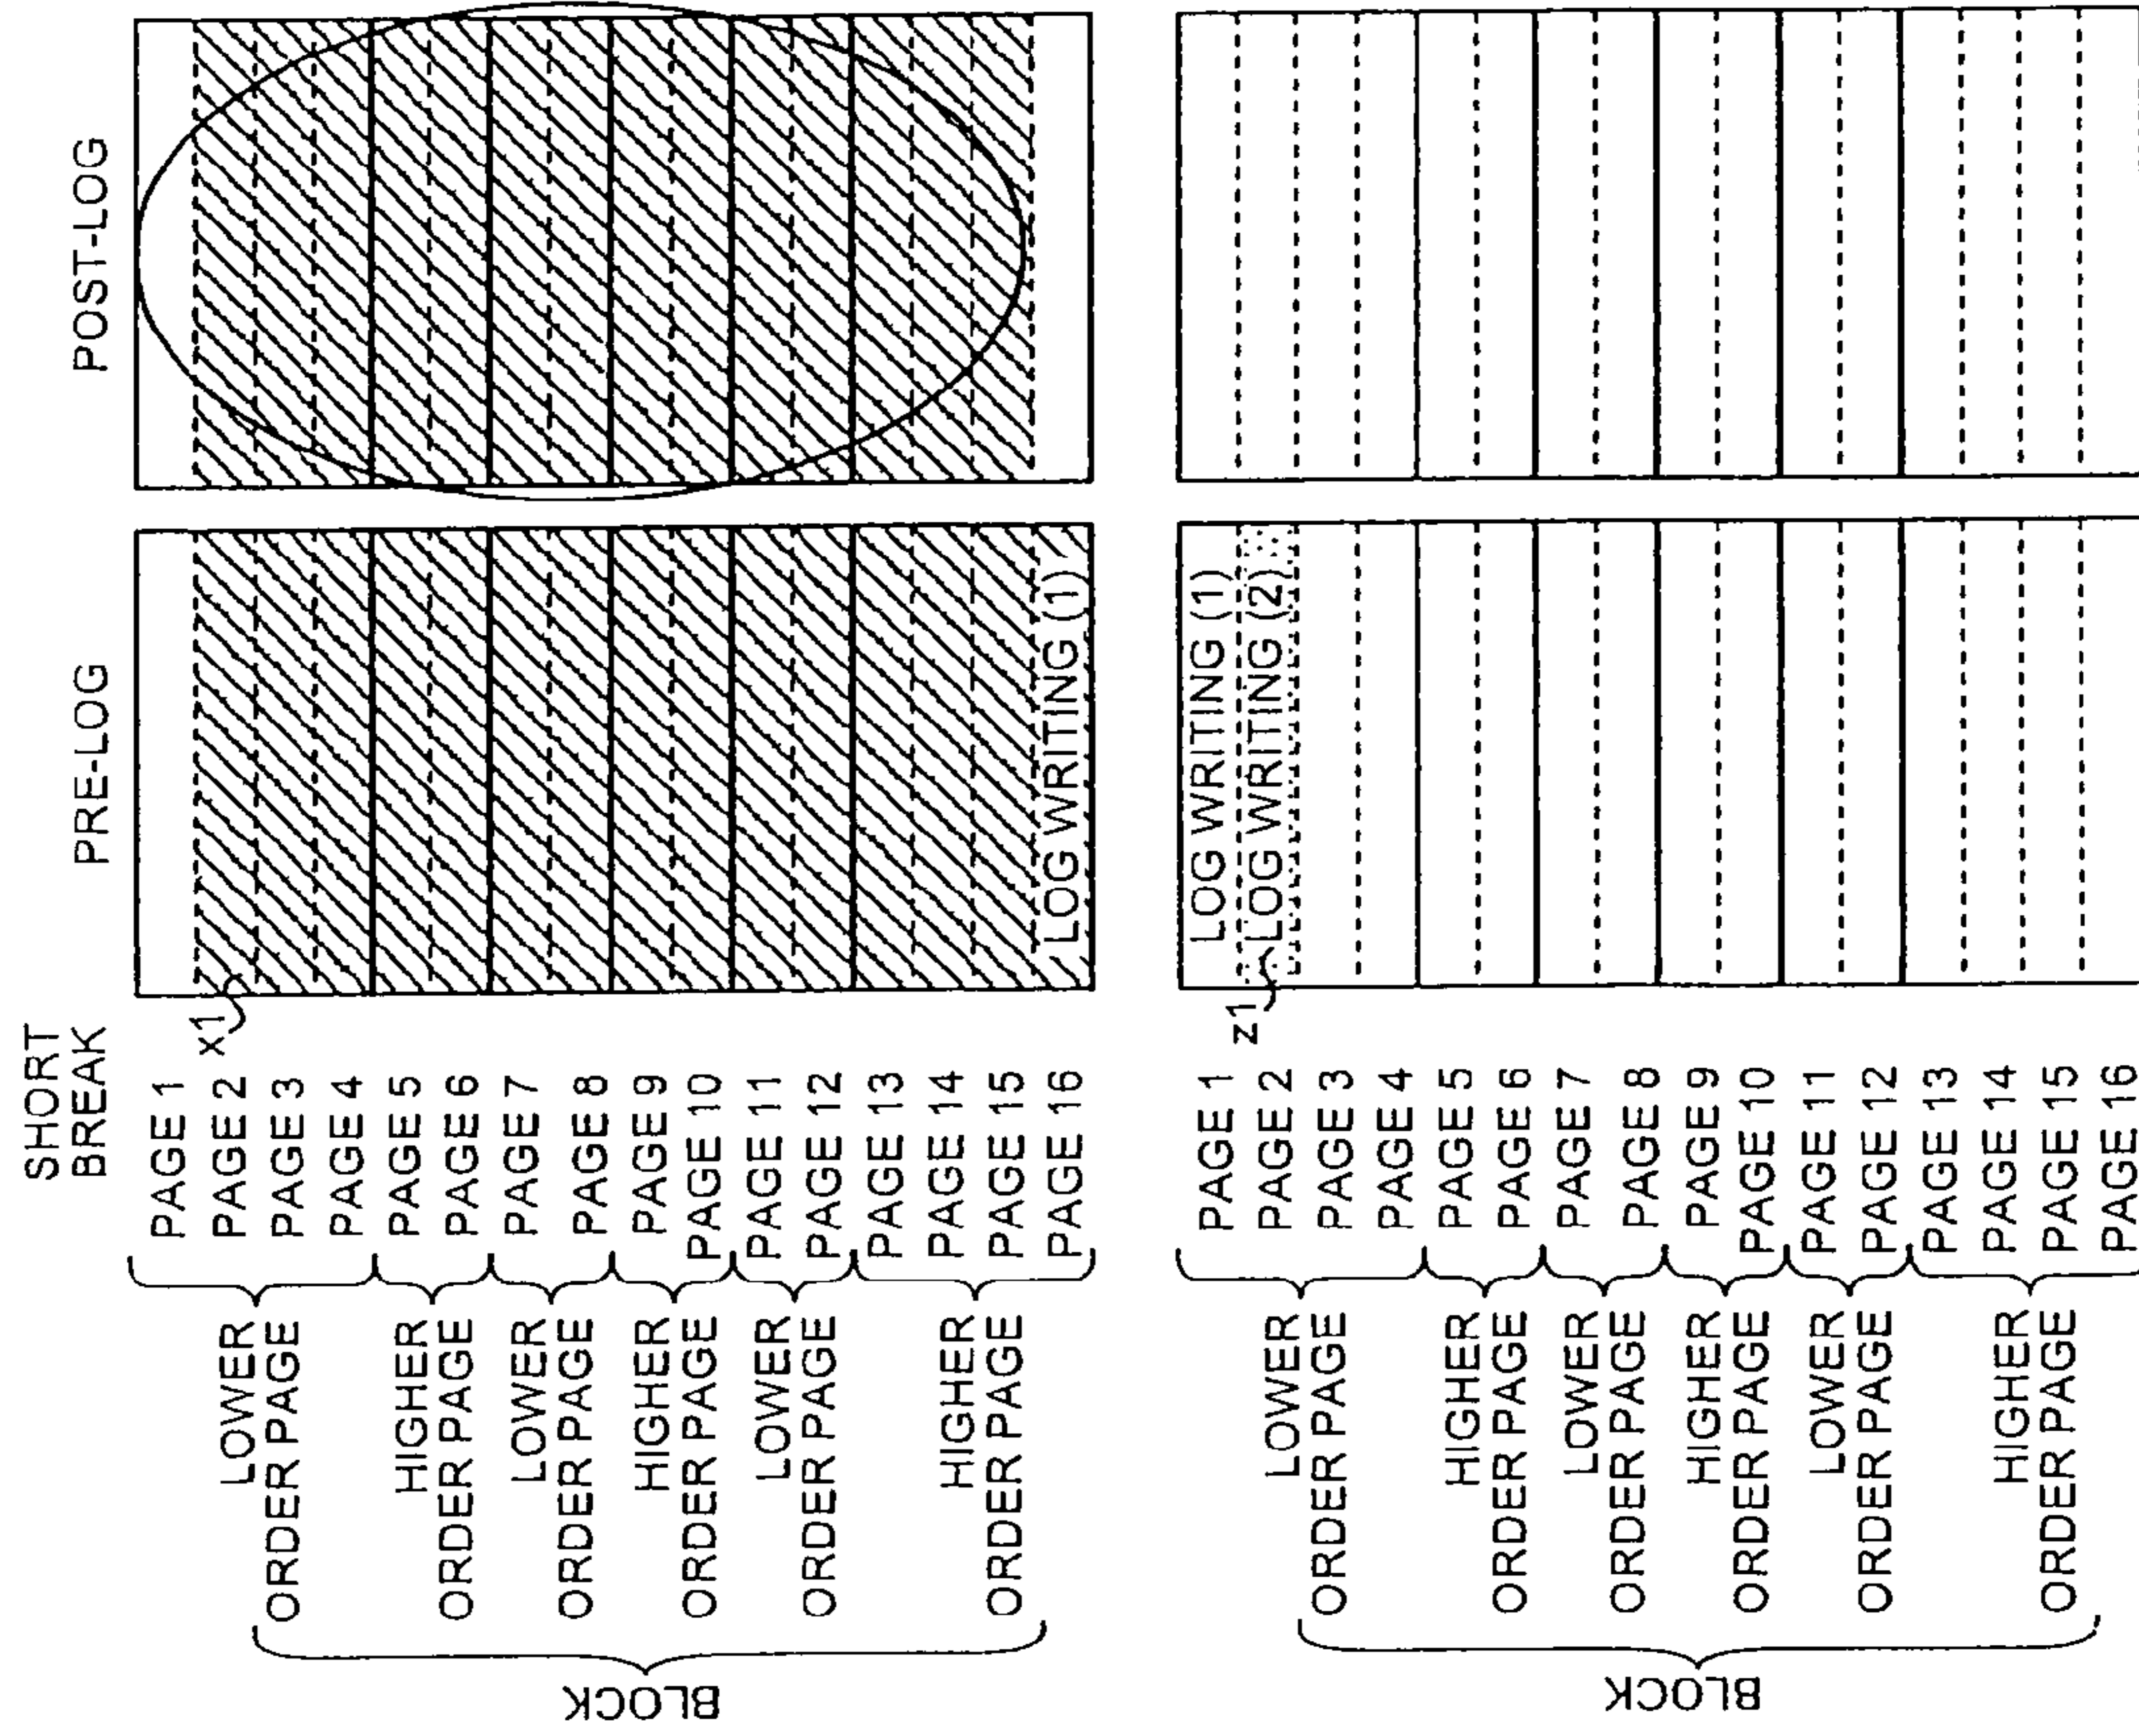 SHORT
BREAK
PRE-LOG
POST-LOG
BLOCK
LOWER
ORDER PAGE
HIGHER
ORDER PAGE
LOWER
ORDER PAGE
HIGHER
ORDER PAGE
LOWER
ORDER PAGE
HIGHER
ORDER PAGE
PAGE 1
PAGE 2
PAGE 3
PAGE 4
PAGE 5
PAGE 6
PAGE 7
PAGE 8
PAGE 9
PAGE 10
PAGE 11
PAGE 12
PAGE 13
PAGE 14
PAGE 15
PAGE 16
x1
LOG WRITING (1)
BLOCK
LOWER
ORDER PAGE
HIGHER
ORDER PAGE
LOWER
ORDER PAGE
HIGHER
ORDER PAGE
LOWER
ORDER PAGE
HIGHER
ORDER PAGE
PAGE 1
PAGE 2
PAGE 3
PAGE 4
PAGE 5
PAGE 6
PAGE 7
PAGE 8
PAGE 9
PAGE 10
PAGE 11
PAGE 12
PAGE 13
PAGE 14
PAGE 15
PAGE 16
z1
LOG WRITING (1)
LOG WRITING (2)